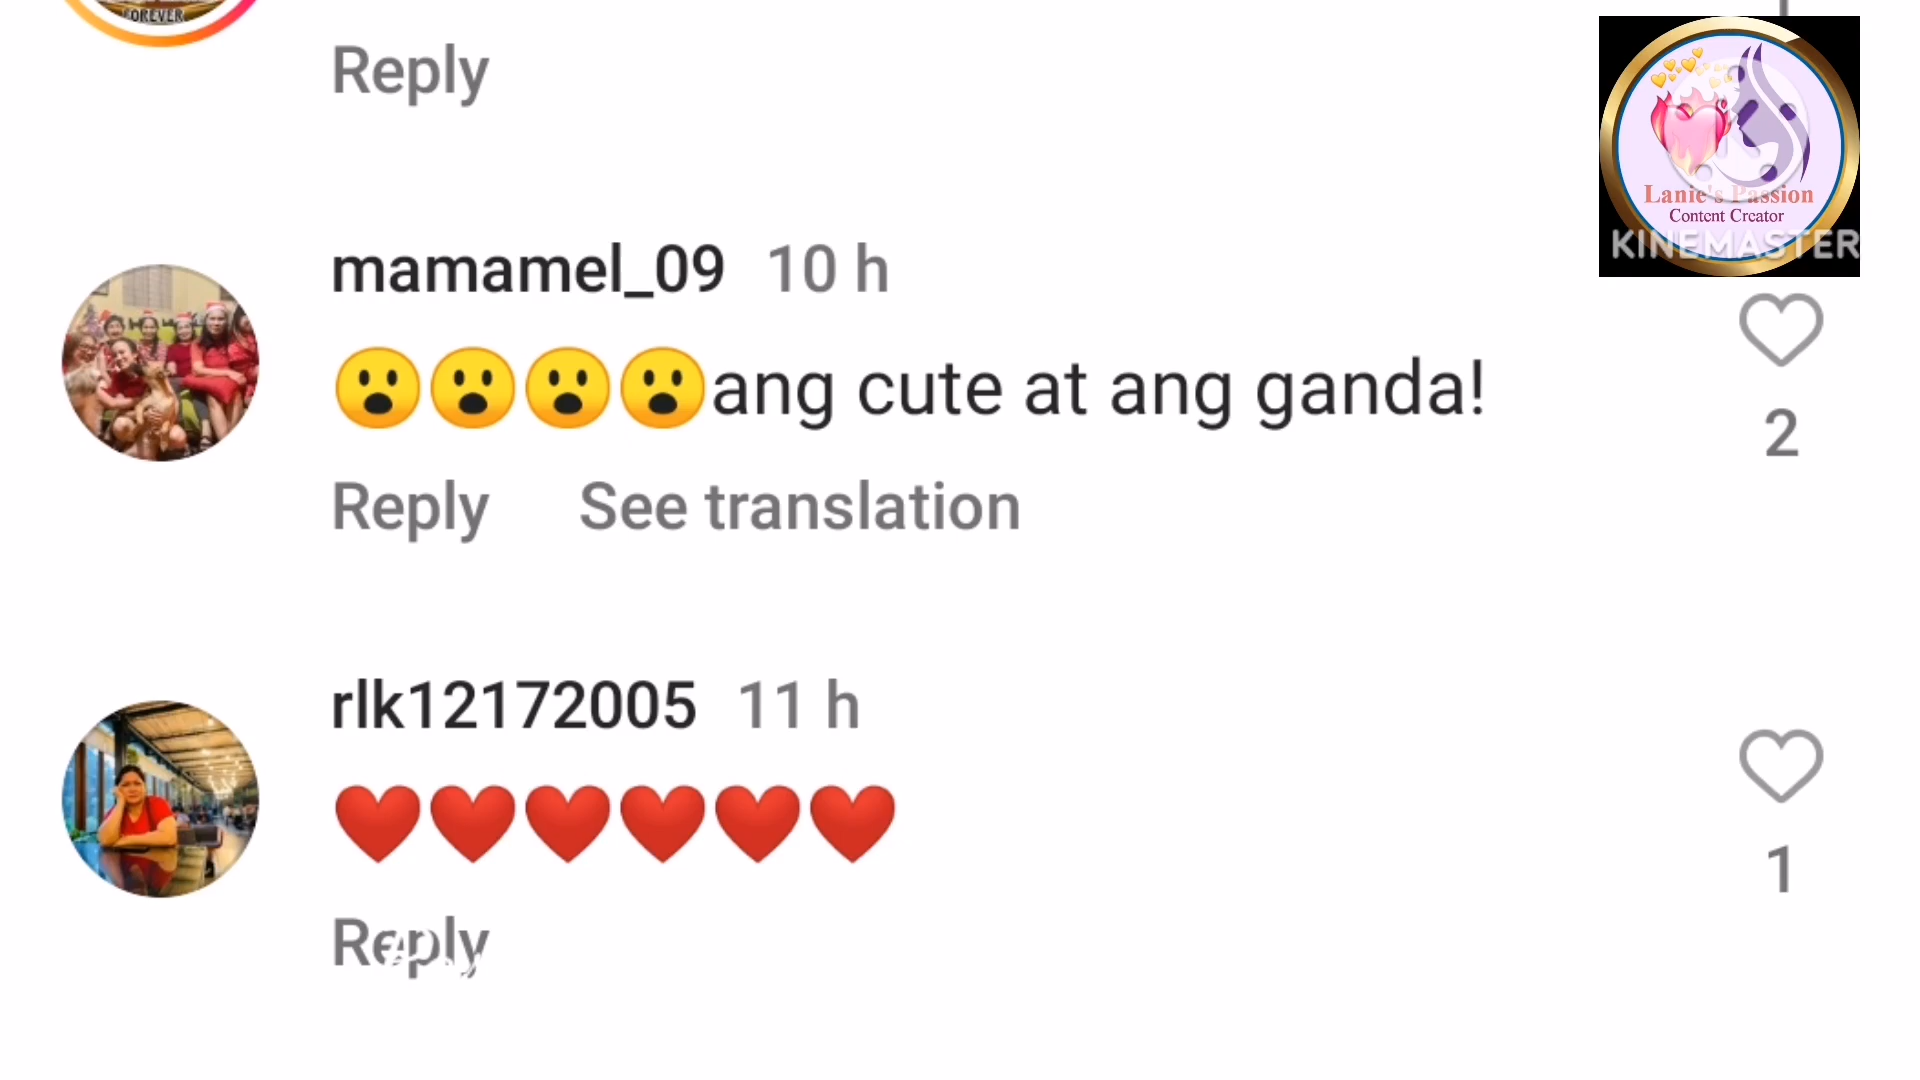 FOREVER
Reply
Lanie's Passion
Content Creator
KINEMASTER
mamamel_09 10 h
😮😮😮😮ang cute at ang ganda!
2
Reply See translation
rlk12172005 11 h
❤️❤️❤️❤️❤️❤️
1
Reply